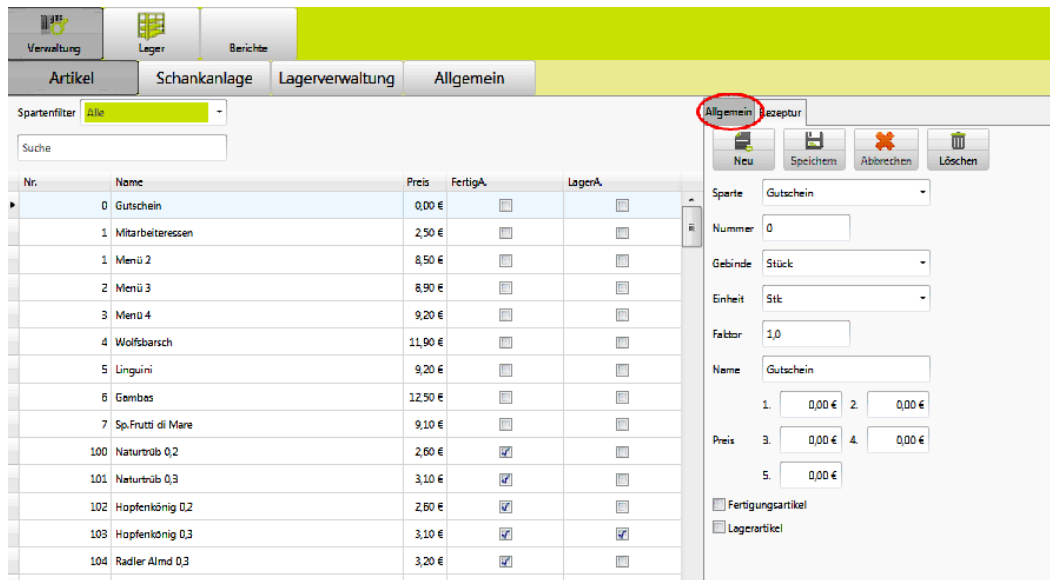 Verwaltung Lager Berichte
Artikel Schankanlage Lagerverwaltung Allgemein
Spartenfilter Alle
Suche
Nr. Name Preis FertigA. LagerA.
0 Gutschein 0,00 €
1 Mitarbeiteressen 2,50 €
1 Menü 2 8,50 €
2 Menü 3 8,90 €
3 Menü 4 9,20 €
4 Wolfsbarsch 11,90 €
5 Linguini 9,20 €
6 Gambas 12,50 €
7 Sp.Frutti di Mare 9,10 €
100 Naturtrüb 0,2 2,60 €
101 Naturtrüb 0,3 3,10 €
102 Hopfenkönig 0,2 2,60 €
103 Hopfenkönig 0,3 3,10 €
104 Radler Almd 0,3 3,20 €
Allgemein Rezeptur
Neu Speichern Abbrechen Löschen
Sparte Gutschein
Nummer 0
Gebinde Stück
Einheit Stk
Faktor 1,0
Name Gutschein
1. 0,00 € 2. 0,00 €
Preis 3. 0,00 € 4. 0,00 €
5. 0,00 €
Fertigungsartikel
Lagerartikel